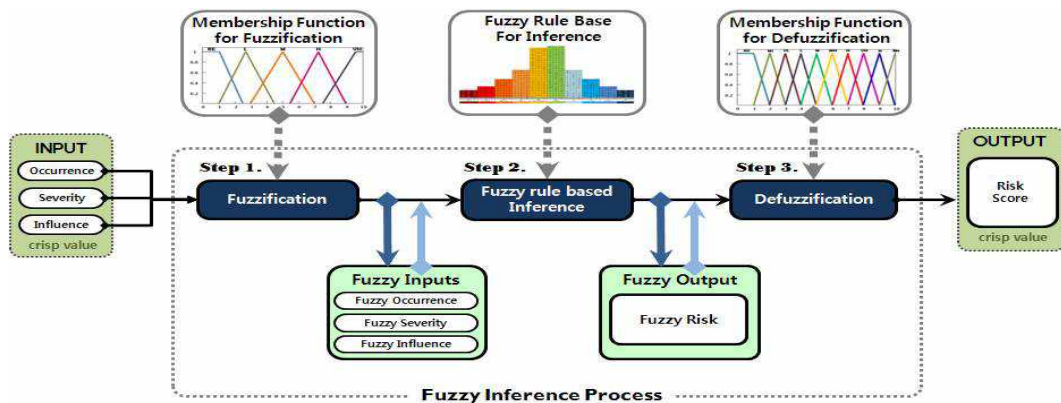 Membership Function
for Fuzzification
Fuzzy Rule Base
For Inference
Membership Function
for Defuzzification
INPUT
Occurrence
Severity
Influence
crisp value
Step 1.
Fuzzification
Step 2.
Fuzzy rule based
Inference
Step 3.
Defuzzification
OUTPUT
Risk
Score
crisp value
Fuzzy Inputs
Fuzzy Occurrence
Fuzzy Severity
Fuzzy Influence
Fuzzy Output
Fuzzy Risk
Fuzzy Inference Process